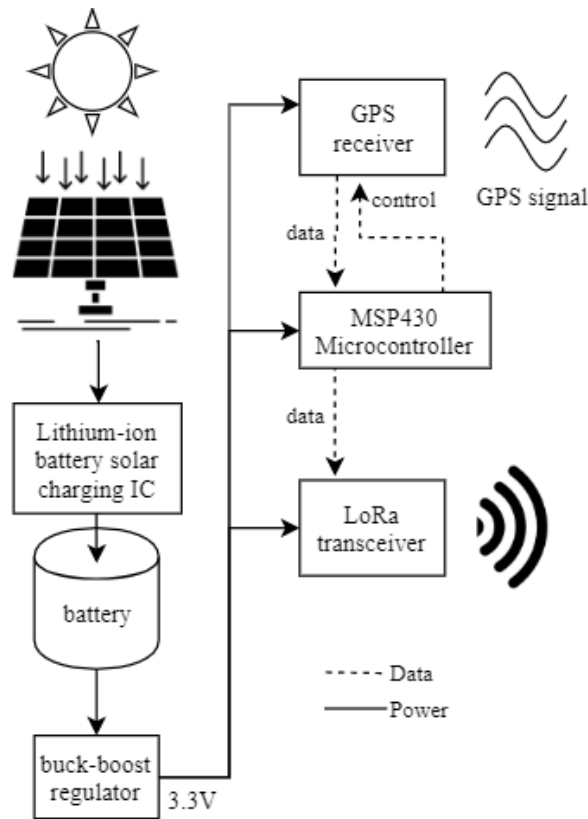 GPS
receiver
GPS signal
control
data
MSP430
Microcontroller
data
Lithium-ion
battery solar
charging IC
LoRa
transceiver
battery
Data
Power
buck-boost
regulator
3.3V